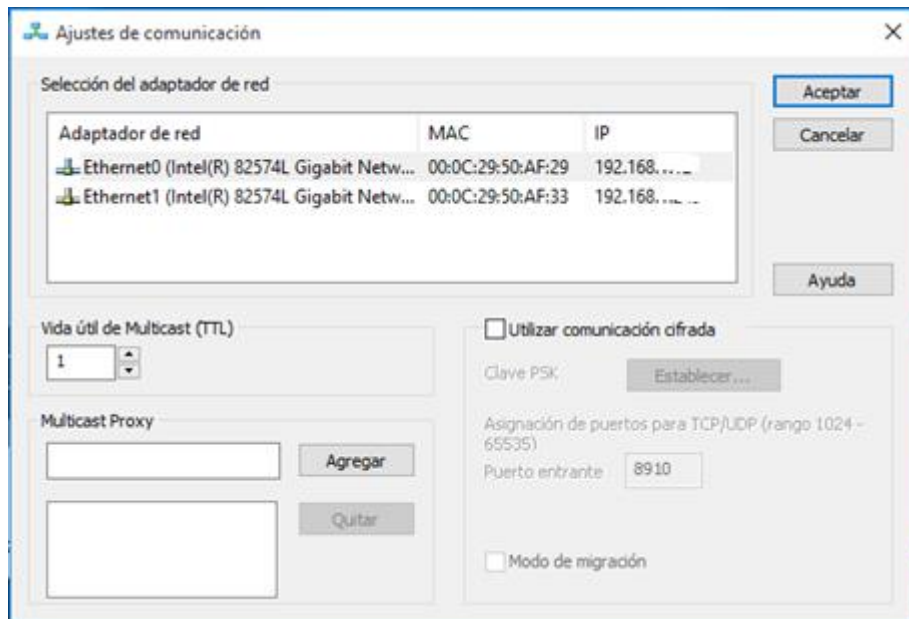 Ajustes de comunicación
Selección del adaptador de red
Aceptar
Adaptador de red MAC IP
Cancelar
Ethernet0 (Intel(R) 82574L Gigabit Netw... 00:0C:29:50:AF:29 192.168.
Ethernet1 (Intel(R) 82574L Gigabit Netw... 00:0C:29:50:AF:33 192.168.
Ayuda
Vida útil de Multicast (TTL)
1
Multicast Proxy
Agregar
Quitar
Utilizar comunicación cifrada
Clave PSK Establecer...
Asignación de puertos para TCP/UDP (rango 1024 -
65535)
Puerto entrante 8910
Modo de migración